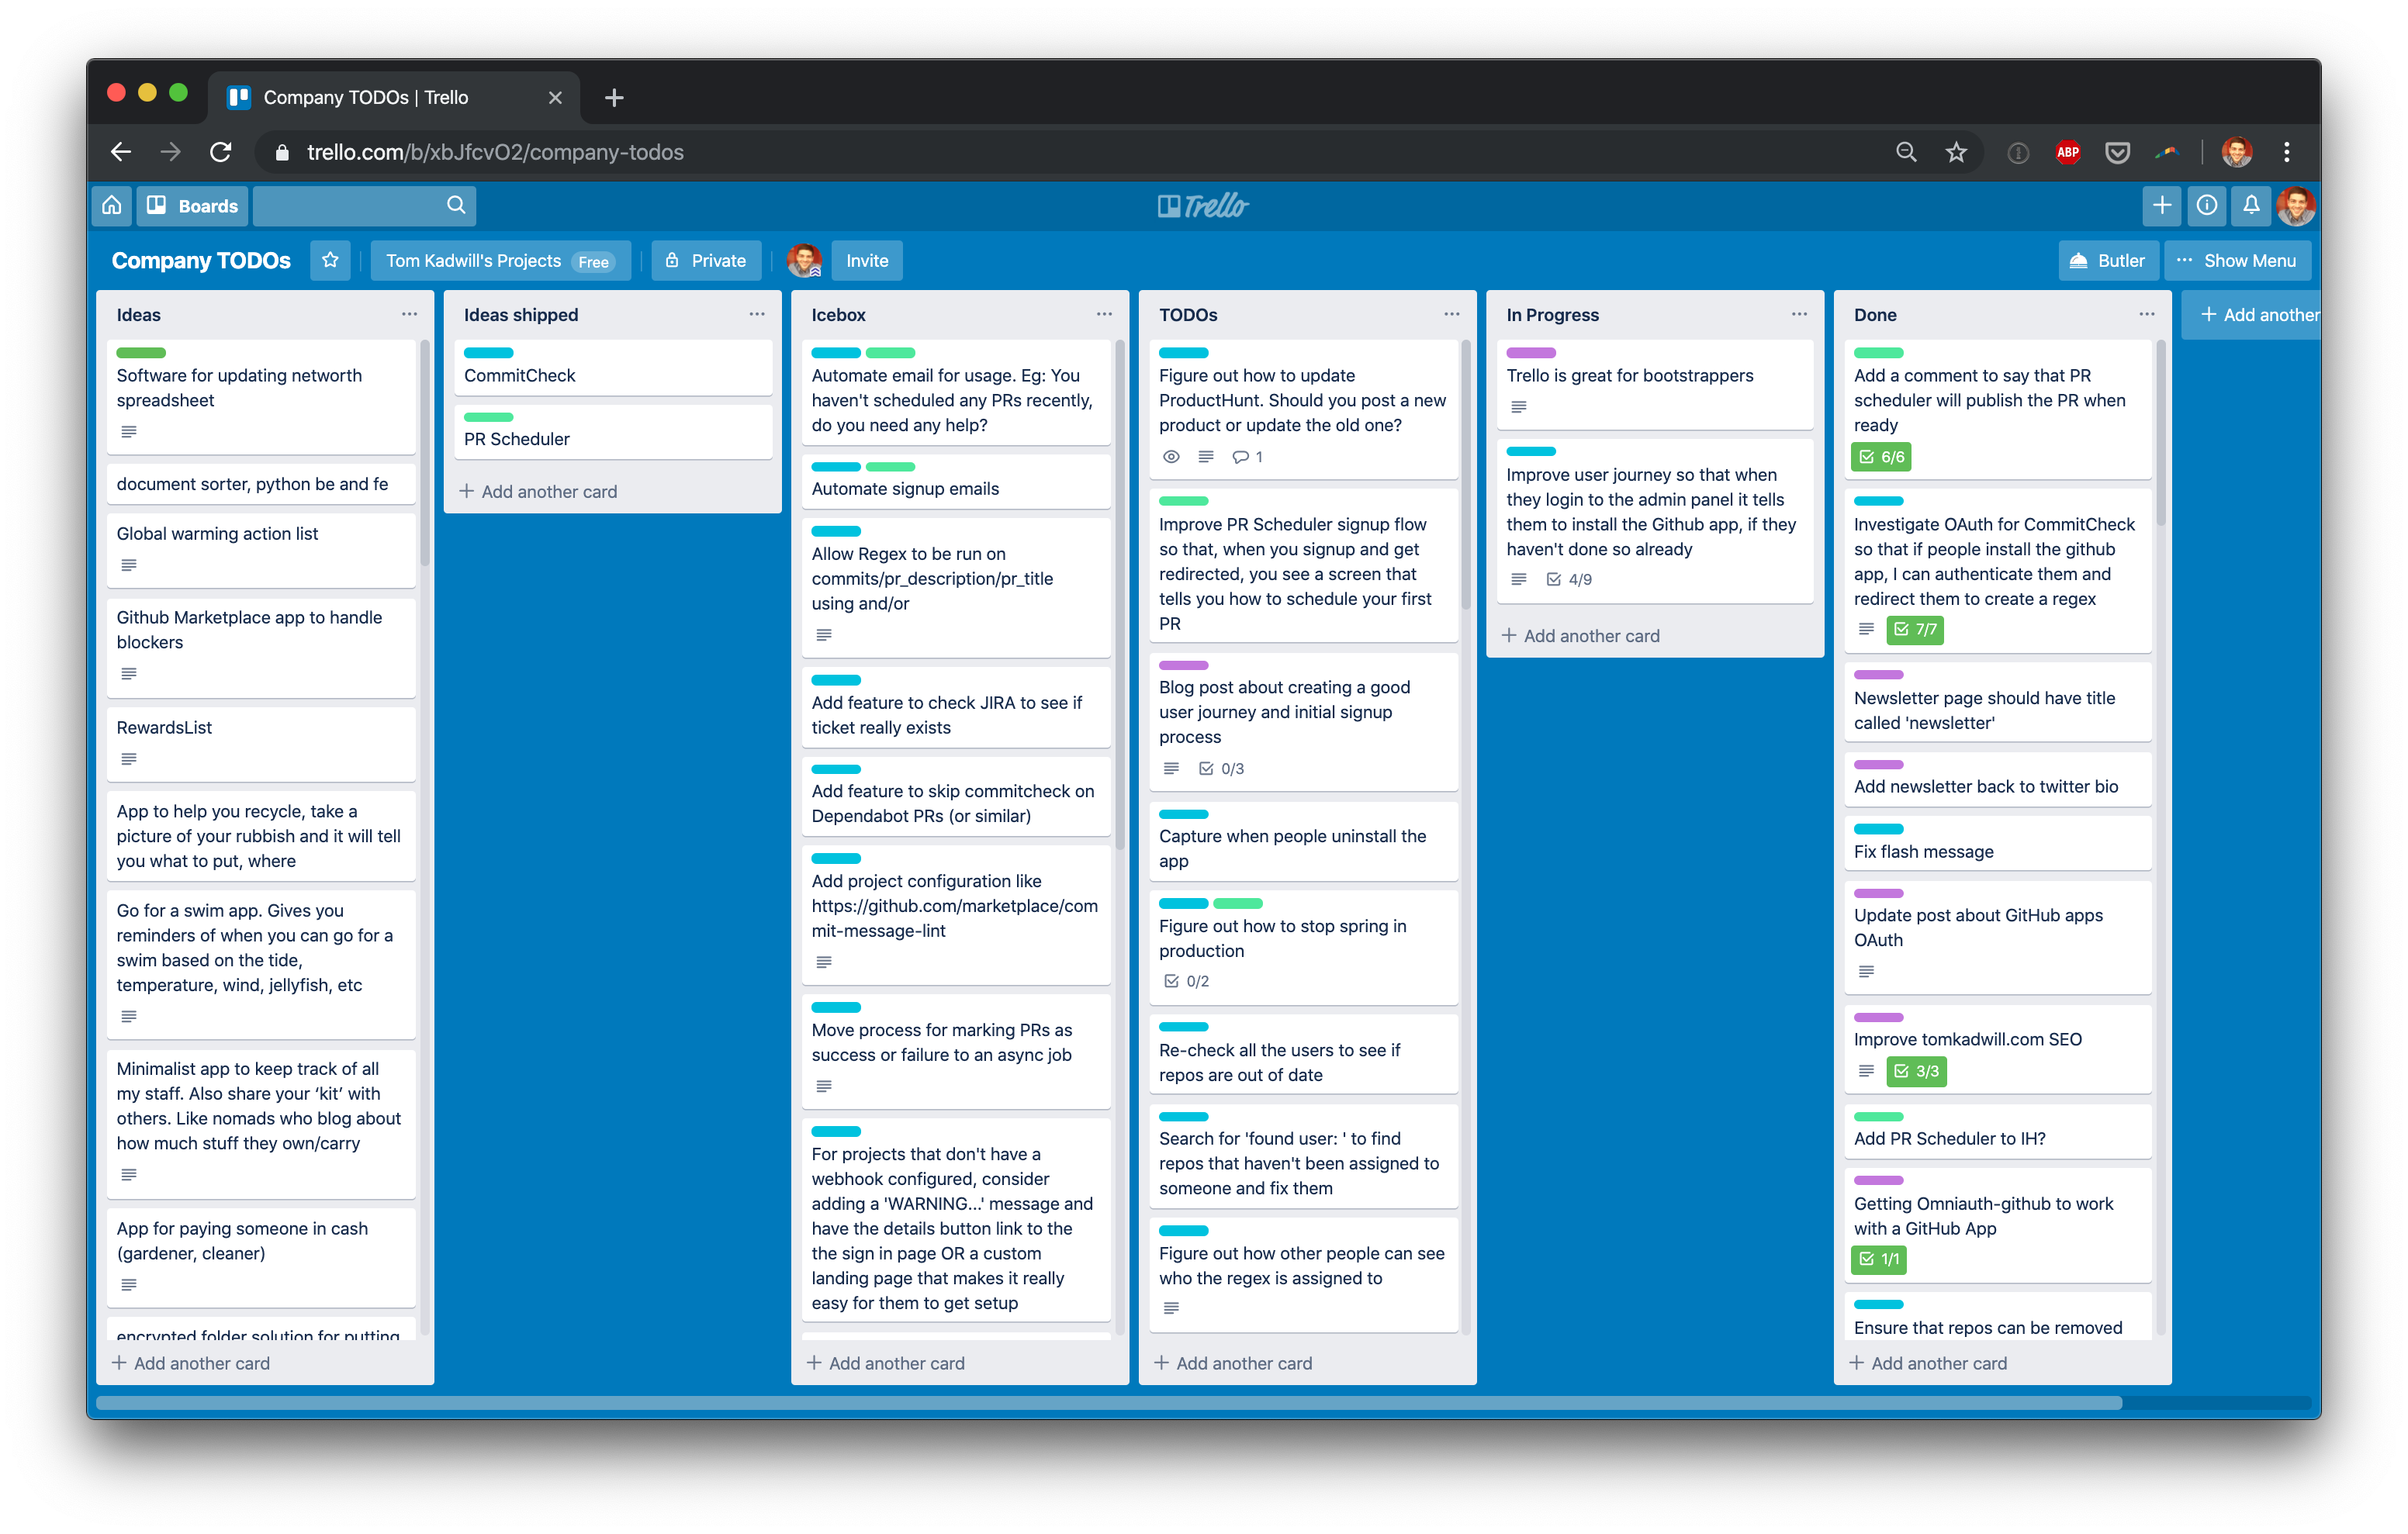 Company TODOs | Trello
trello.com/b/xbJfcvO2/company-todos
ABP
Boards
Trello
Company TODOs
Tom Kadwill's Projects Free
Private
Invite
Butler
Show Menu
Ideas
Software for updating networth
spreadsheet
document sorter, python be and fe
Global warming action list
Github Marketplace app to handle
blockers
RewardsList
App to help you recycle, take a
picture of your rubbish and it will tell
you what to put, where
Go for a swim app. Gives you
reminders of when you can go for a
swim based on the tide,
temperature, wind, jellyfish, etc
Minimalist app to keep track of all
my staff. Also share your ‘kit’ with
others. Like nomads who blog about
how much stuff they own/carry
App for paying someone in cash
(gardener, cleaner)
encrypted folder solution for putting
Add another card
Ideas shipped
CommitCheck
PR Scheduler
Add another card
Icebox
Automate email for usage. Eg: You
haven't scheduled any PRs recently,
do you need any help?
Automate signup emails
Allow Regex to be run on
commits/pr_description/pr_title
using and/or
Add feature to check JIRA to see if
ticket really exists
Add feature to skip commitcheck on
Dependabot PRs (or similar)
Add project configuration like
https://github.com/marketplace/com
mit-message-lint
Move process for marking PRs as
success or failure to an async job
For projects that don't have a
webhook configured, consider
adding a 'WARNING...' message and
have the details button link to the
the sign in page OR a custom
landing page that makes it really
easy for them to get setup
Add another card
TODOs
Figure out how to update
ProductHunt. Should you post a new
product or update the old one?
1
Improve PR Scheduler signup flow
so that, when you signup and get
redirected, you see a screen that
tells you how to schedule your first
PR
Blog post about creating a good
user journey and initial signup
process
0/3
Capture when people uninstall the
app
Figure out how to stop spring in
production
0/2
Re-check all the users to see if
repos are out of date
Search for 'found user: ' to find
repos that haven't been assigned to
someone and fix them
Figure out how other people can see
who the regex is assigned to
Add another card
In Progress
Trello is great for bootstrappers
Improve user journey so that when
they login to the admin panel it tells
them to install the Github app, if they
haven't done so already
4/9
Add another card
Done
Add a comment to say that PR
scheduler will publish the PR when
ready
6/6
Investigate OAuth for CommitCheck
so that if people install the github
app, I can authenticate them and
redirect them to create a regex
7/7
Newsletter page should have title
called 'newsletter'
Add newsletter back to twitter bio
Fix flash message
Update post about GitHub apps
OAuth
Improve tomkadwill.com SEO
3/3
Add PR Scheduler to IH?
Getting Omniauth-github to work
with a GitHub App
1/1
Ensure that repos can be removed
Add another card
Add another